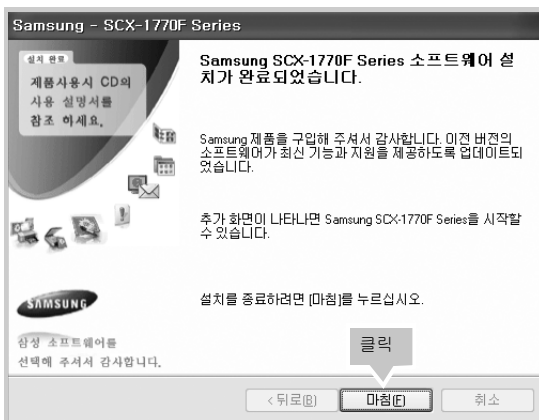 Samsung - SCX-1770F Series
설치 완료
제품사용시 CD의
사용 설명서를
참조 하세요.
Samsung SCX-1770F Series 소프트웨어 설
치가 완료되었습니다.
Samsung 제품을 구입해 주셔서 감사합니다. 이전 버전의
소프트웨어가 최신 기능과 지원을 제공하도록 업데이트되
었습니다.
추가 화면이 나타나면 Samsung SCX-1770F Series을 시작할
수 있습니다.
SAMSUNG
설치를 종료하려면 [마침]를 누르십시오.
삼성 소프트웨어를
선택해 주셔서 감사합니다.
클릭
< 뒤로(B)
마침(F)
취소